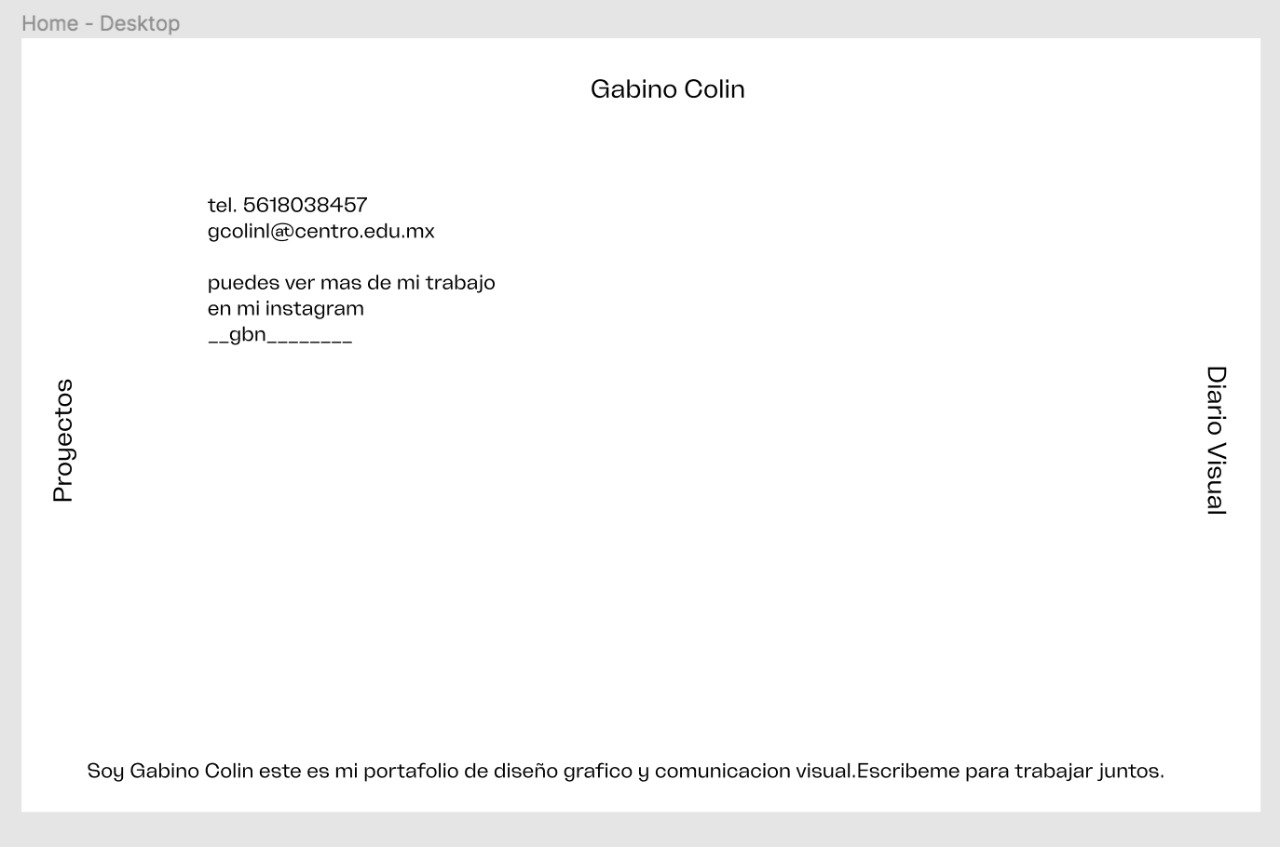 Home - Desktop
Gabino Colin
tel. 5618038457
gcolinl@centro.edu.mx
puedes ver mas de mi trabajo
en mi instagram
__gbn________
Proyectos
Diario Visual
Soy Gabino Colin este es mi portafolio de diseño grafico y comunicacion visual.Escribeme para trabajar juntos.